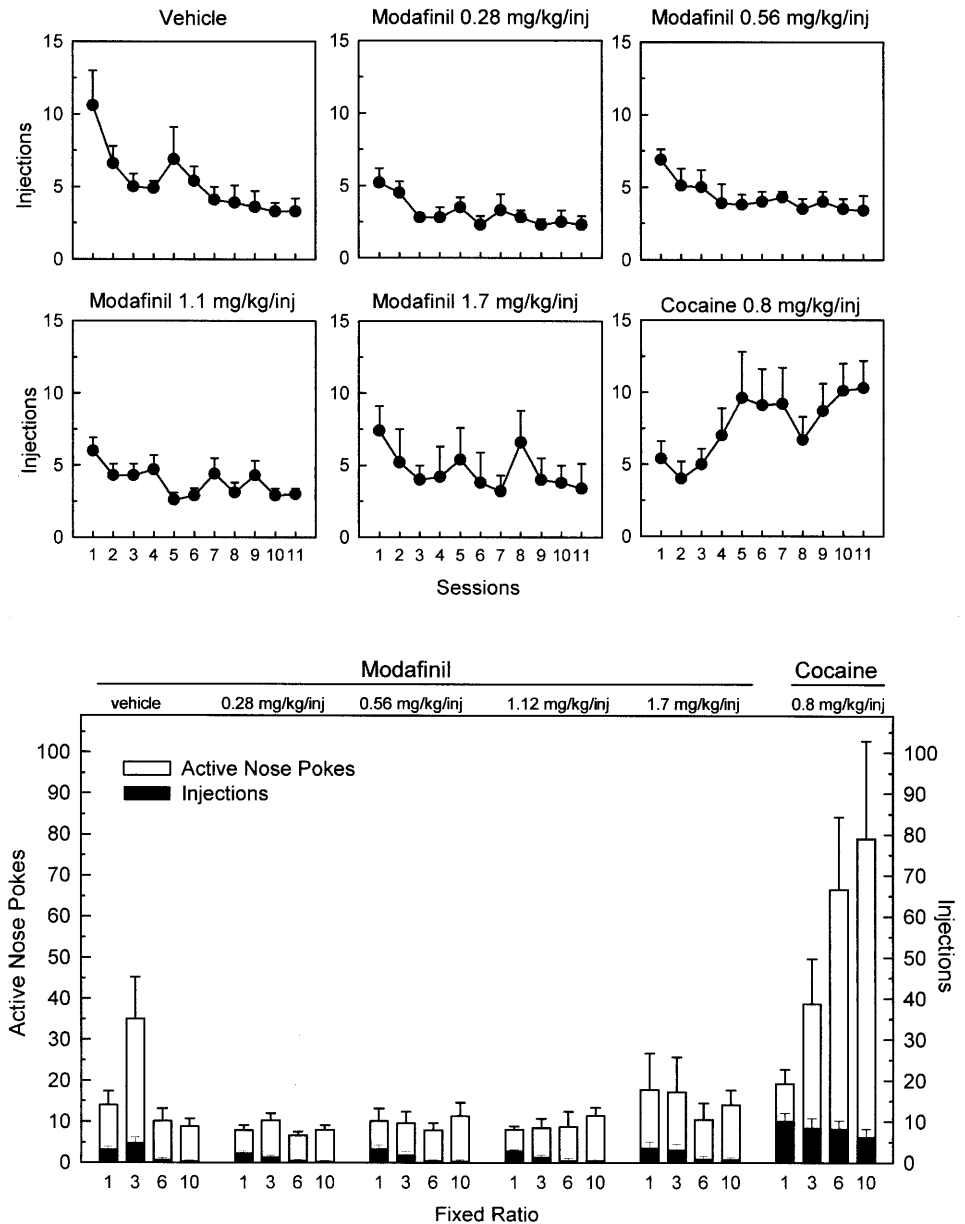 Vehicle
Modafinil 0.28 mg/kg/inj
Modafinil 0.56 mg/kg/inj
15
10
5
0
Injections
15
10
5
0
15
10
5
0
Modafinil 1.1 mg/kg/inj
Modafinil 1.7 mg/kg/inj
Cocaine 0.8 mg/kg/inj
15
10
5
0
Injections
15
10
5
0
15
10
5
0
1 2 3 4 5 6 7 8 9 10 11
1 2 3 4 5 6 7 8 9 10 11
1 2 3 4 5 6 7 8 9 10 11
Sessions
Modafinil
Cocaine
vehicle
0.28 mg/kg/inj
0.56 mg/kg/inj
1.12 mg/kg/inj
1.7 mg/kg/inj
0.8 mg/kg/inj
Active Nose Pokes
Injections
100
90
80
70
60
50
40
30
20
10
0
Active Nose Pokes
100
90
80
70
60
50
40
30
20
10
0
Injections
1 3 6 10
1 3 6 10
1 3 6 10
1 3 6 10
1 3 6 10
1 3 6 10
Fixed Ratio